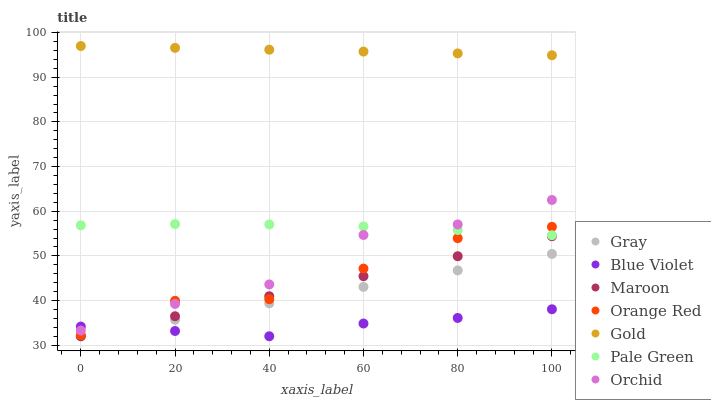 title
100
90
80
70
60
50
40
30
0 20 40 60 80 100
yaxis_label
xaxis_label
Gray
Blue Violet
Maroon
Orange Red
Gold
Pale Green
Orchid